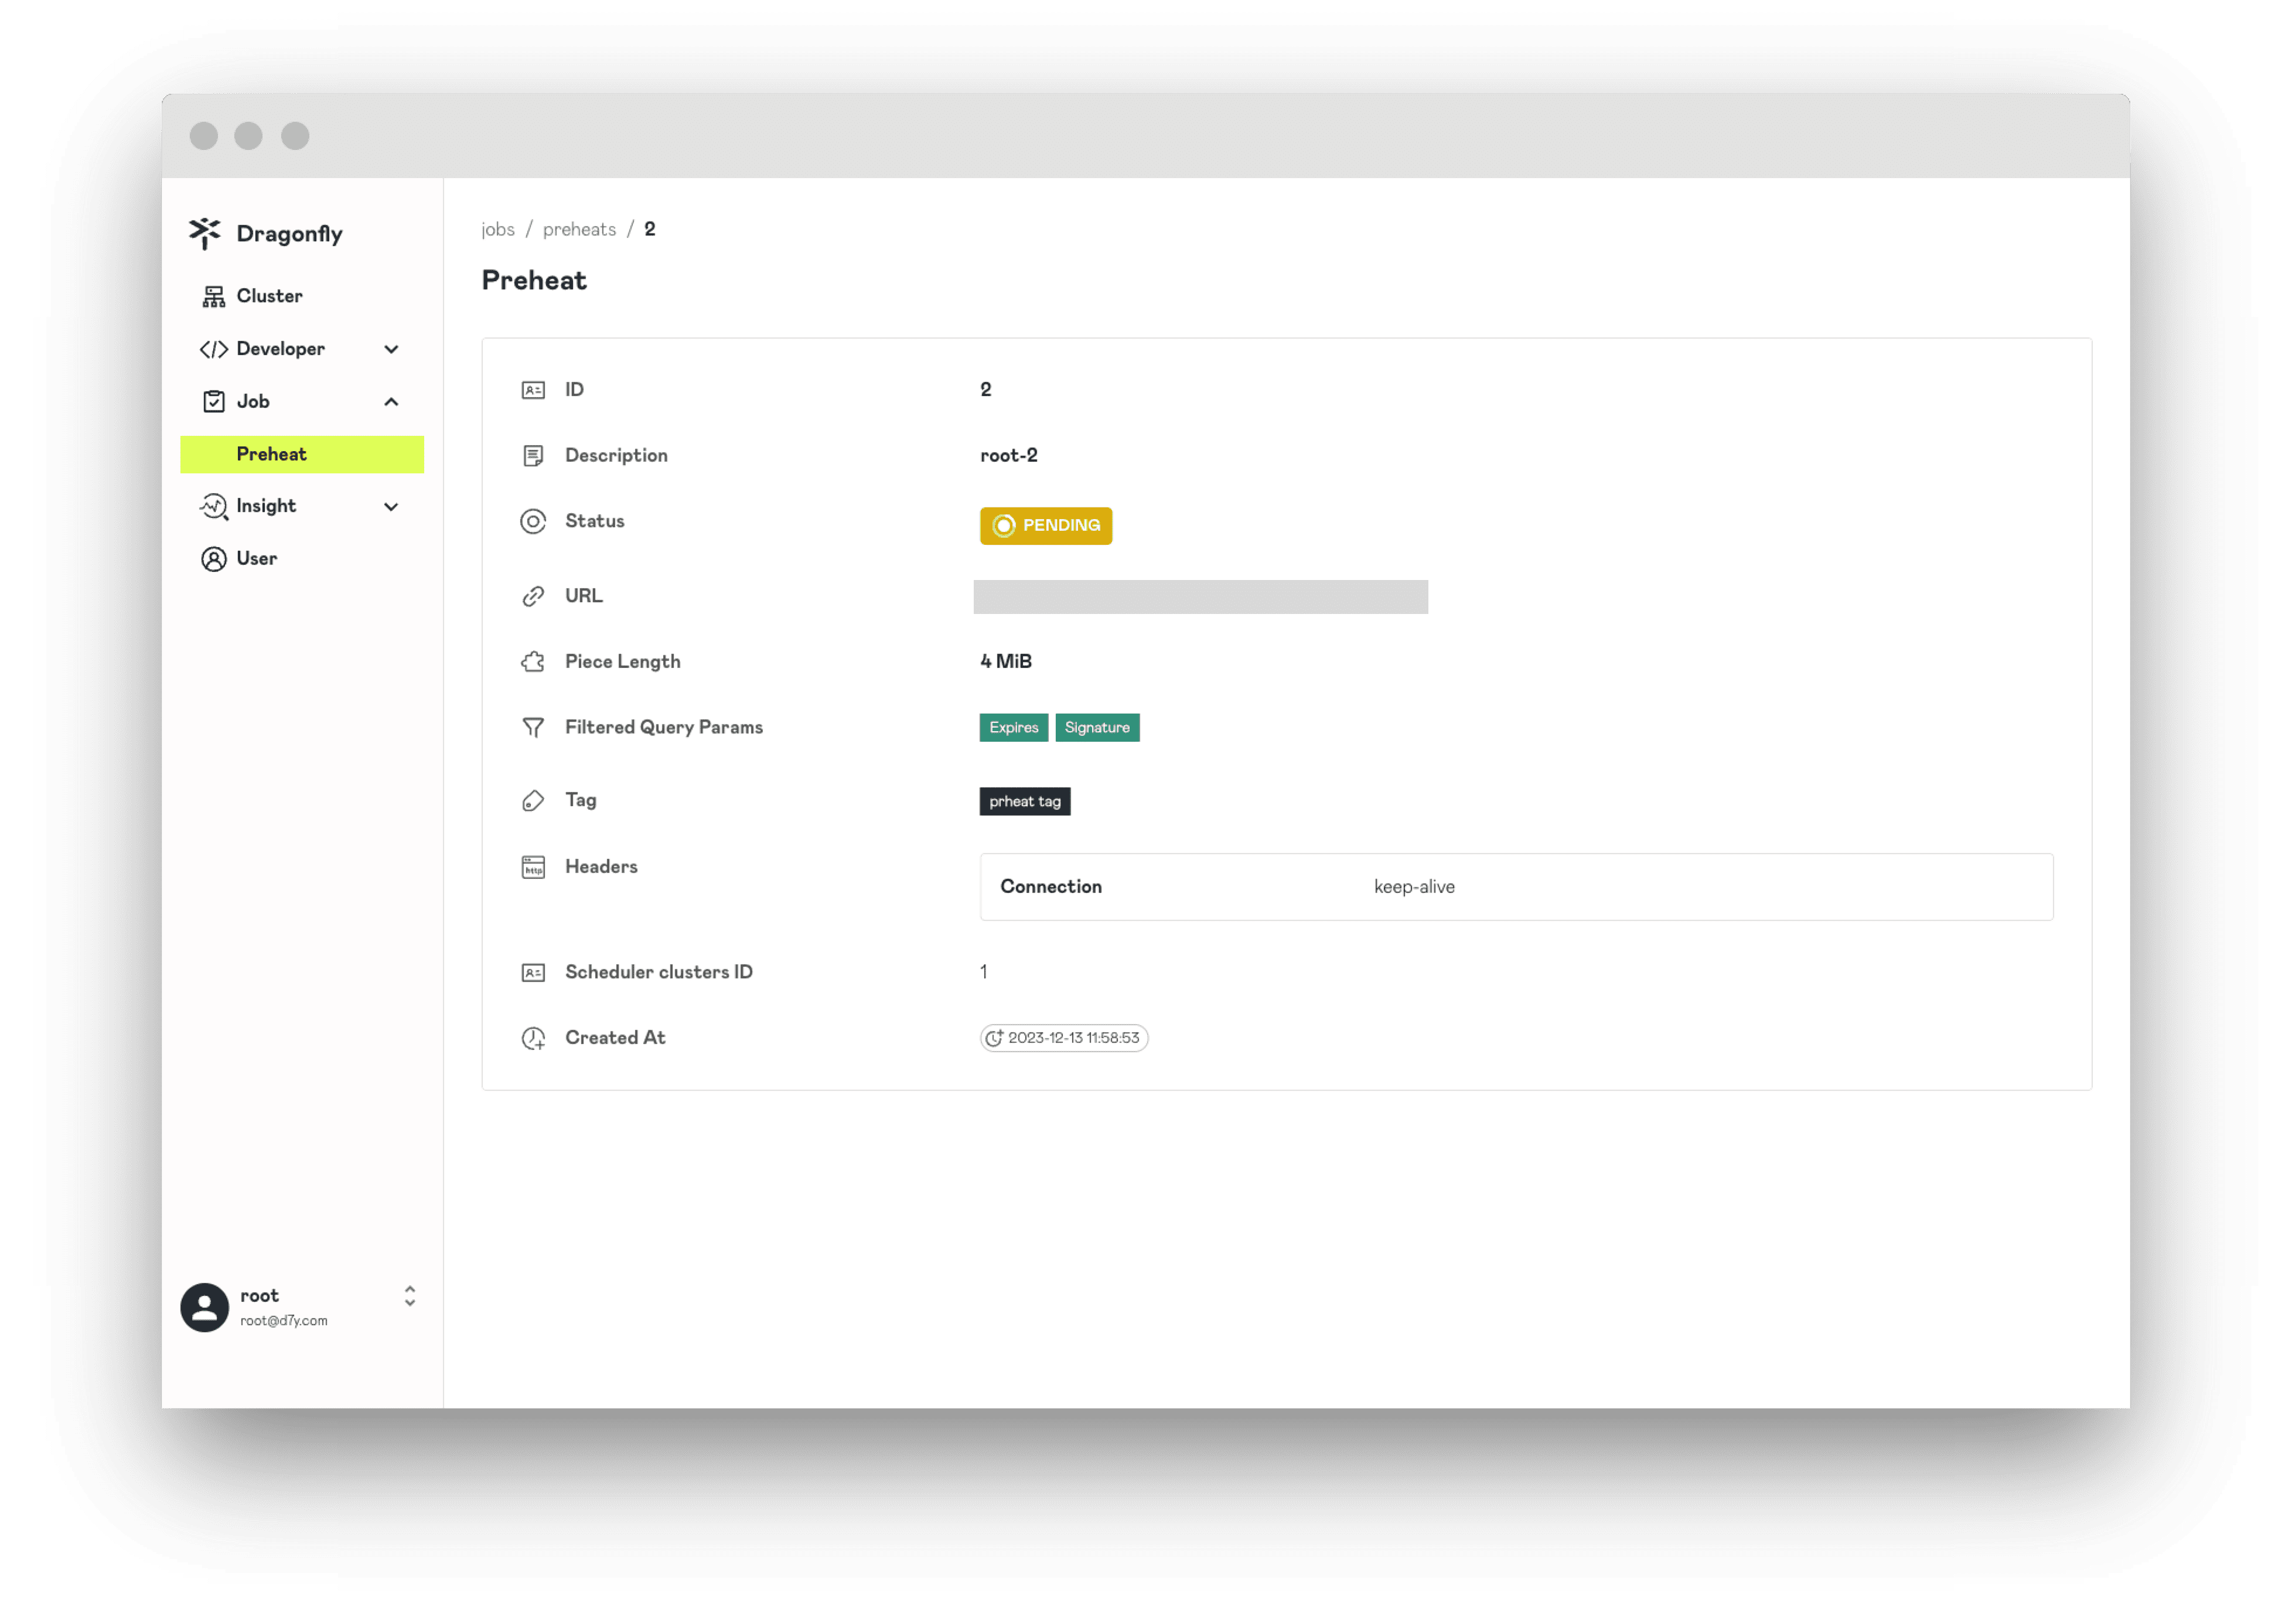 Dragonfly
Cluster
Developer
Job
Preheat
Insight
User
root
root@d7y.com
jobs / preheats / 2
Preheat
ID 2
Description root-2
Status PENDING
URL
Piece Length 4 MiB
Filtered Query Params Expires Signature
Tag prheat tag
Headers Connection keep-alive
Scheduler clusters ID 1
Created At 2023-12-13 11:58:53